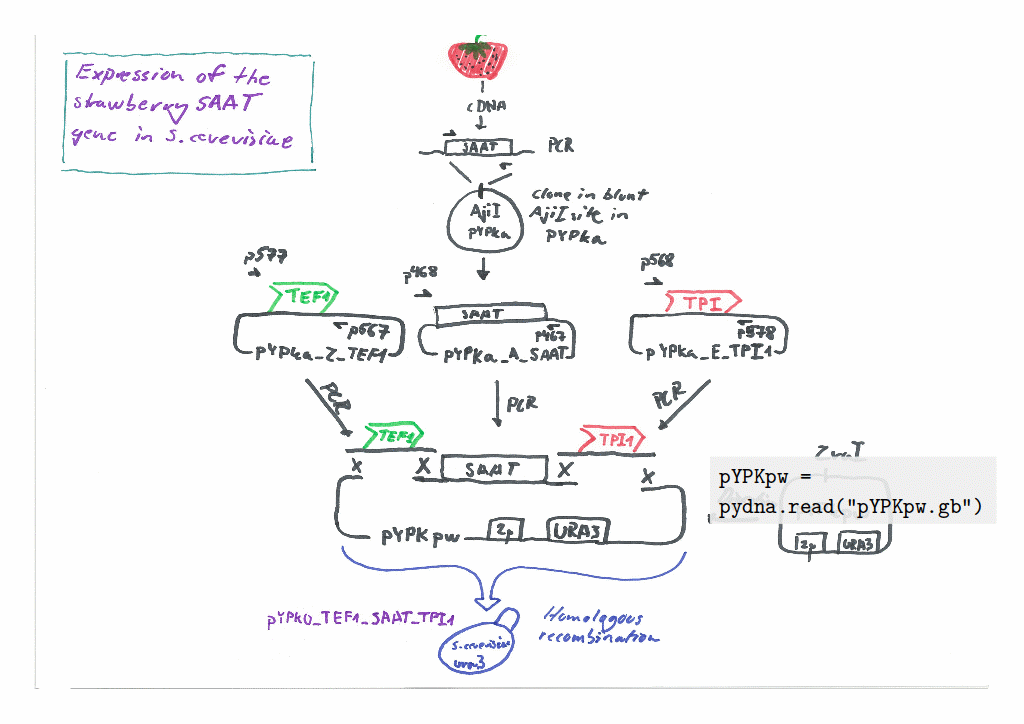 Expression of the
strawberry SAAT
gene in S. cerevisiae
cDNA
SAAT
PCR
AjiI
pYPKa
Clone in blunt
AjiI site in
pYPKa
p577
TEF1
p567
pYPKa_Z_TEF1
p468
SAAT
p467
pYPKa_A_SAAT
p568
TPI
p578
pYPKa_E_TPI1
PCR
PCR
PCR
TEF1
TPI1
x
x
SAAT
x
x
pYPKpw
2µ
URA3
pYPKpw =
pydna.read("pYPKpw.gb")
2µ
URA3
pYPK0_TEF1_SAAT_TPI1
Homologous
recombination
S. cerevisiae
ura3